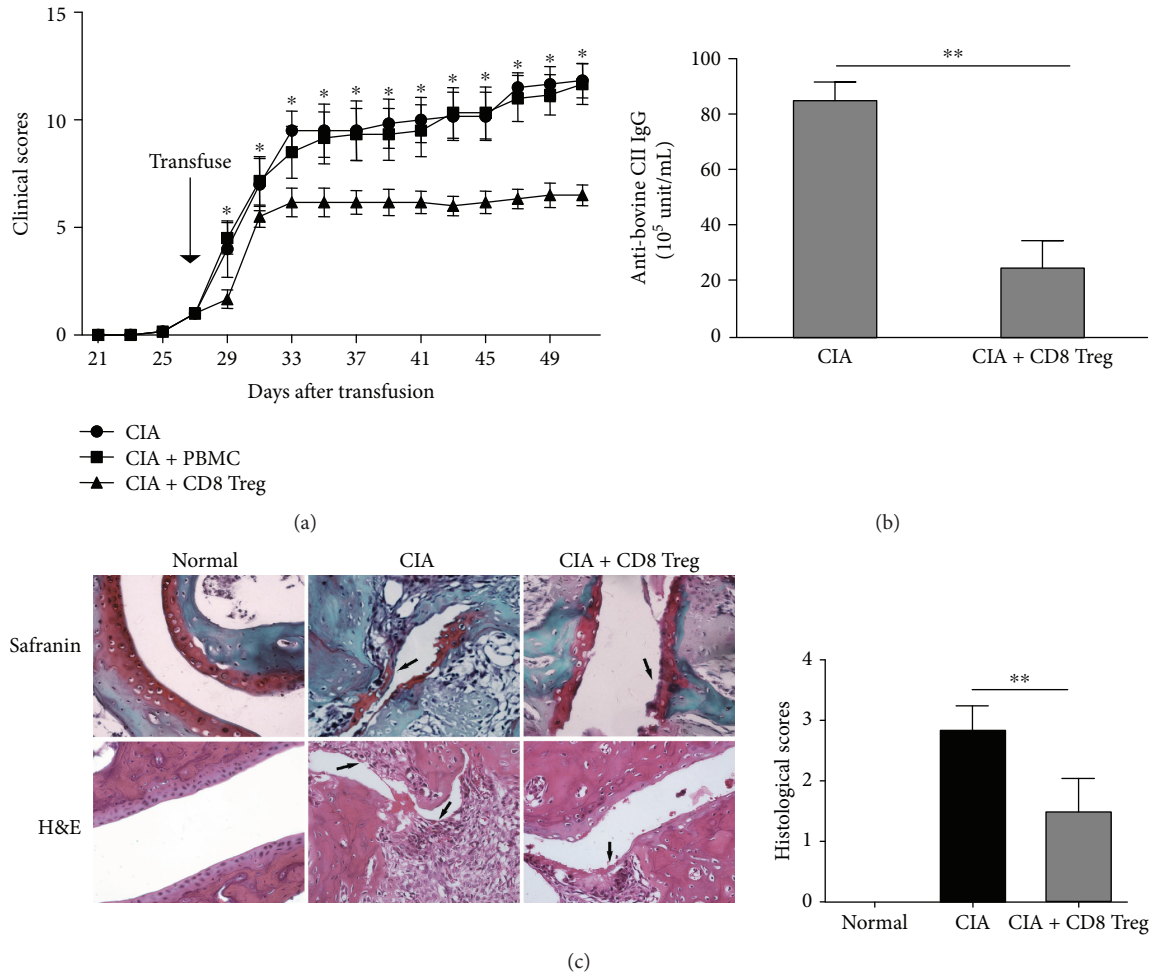 15
10
5
0
Clinical scores
Transfuse
* * * * * * * * * * * *
21 25 29 33 37 41 45 49
Days after transfusion
CIA
CIA + PBMC
CIA + CD8 Treg
(a)
100
80
60
40
20
0
Anti-bovine CII IgG
(10⁵ unit/mL)
**
CIA CIA + CD8 Treg
(b)
Normal CIA CIA + CD8 Treg
Safranin
H&E
4
3
2
1
0
Histological scores
**
Normal CIA CIA + CD8 Treg
(c)